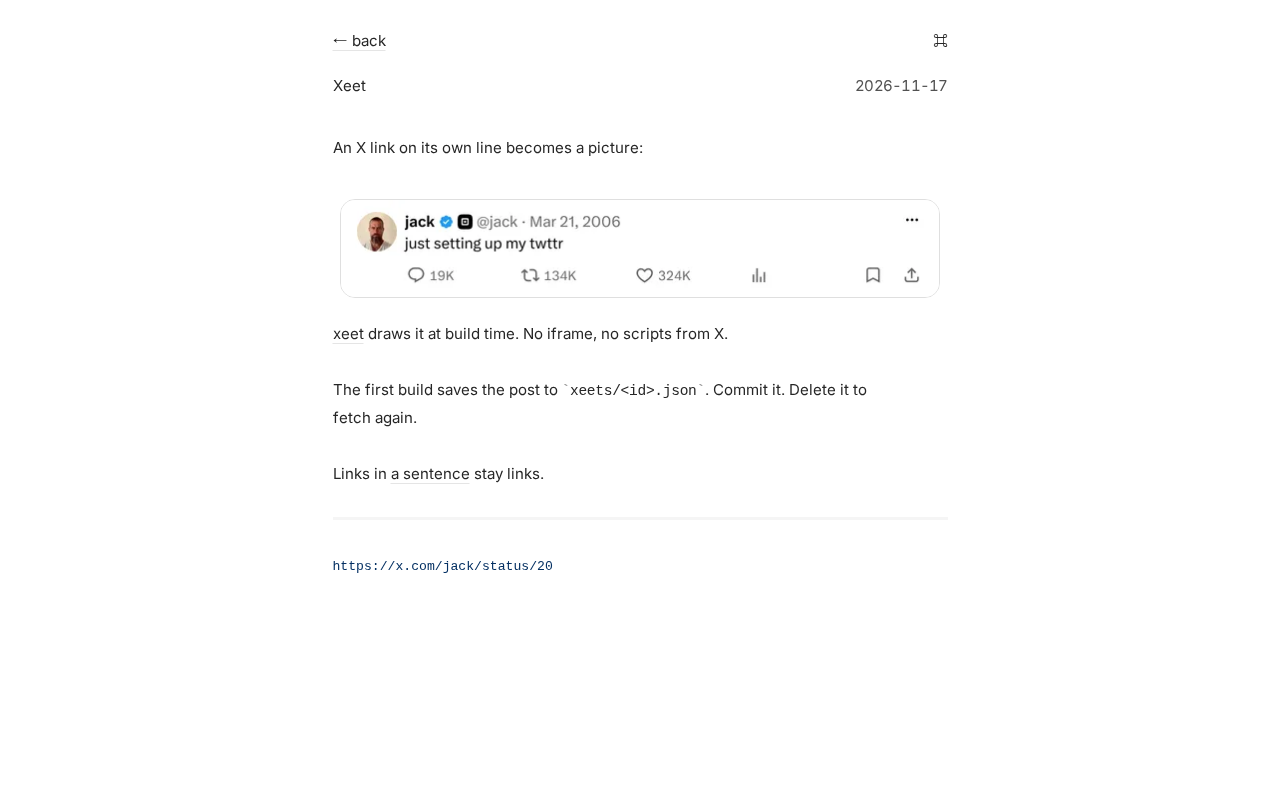 ← back ⌘
Xeet 2026-11-17
An X link on its own line becomes a picture:
jack @jack · Mar 21, 2006
just setting up my twttr
19K 134K 324K
xeet draws it at build time. No iframe, no scripts from X.
The first build saves the post to `xeets/<id>.json`. Commit it. Delete it to
fetch again.
Links in a sentence stay links.
https://x.com/jack/status/20